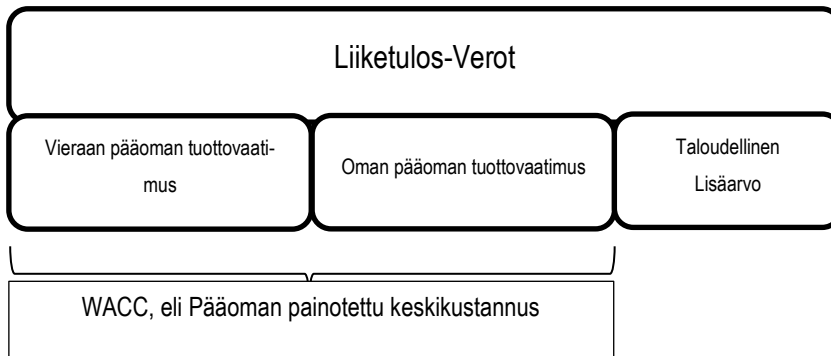 Liiketulos-Verot
Vieraan pääoman tuottovaati-
mus
Oman pääoman tuottovaatimus
Taloudellinen
Lisäarvo
WACC, eli Pääoman painotettu keskikustannus